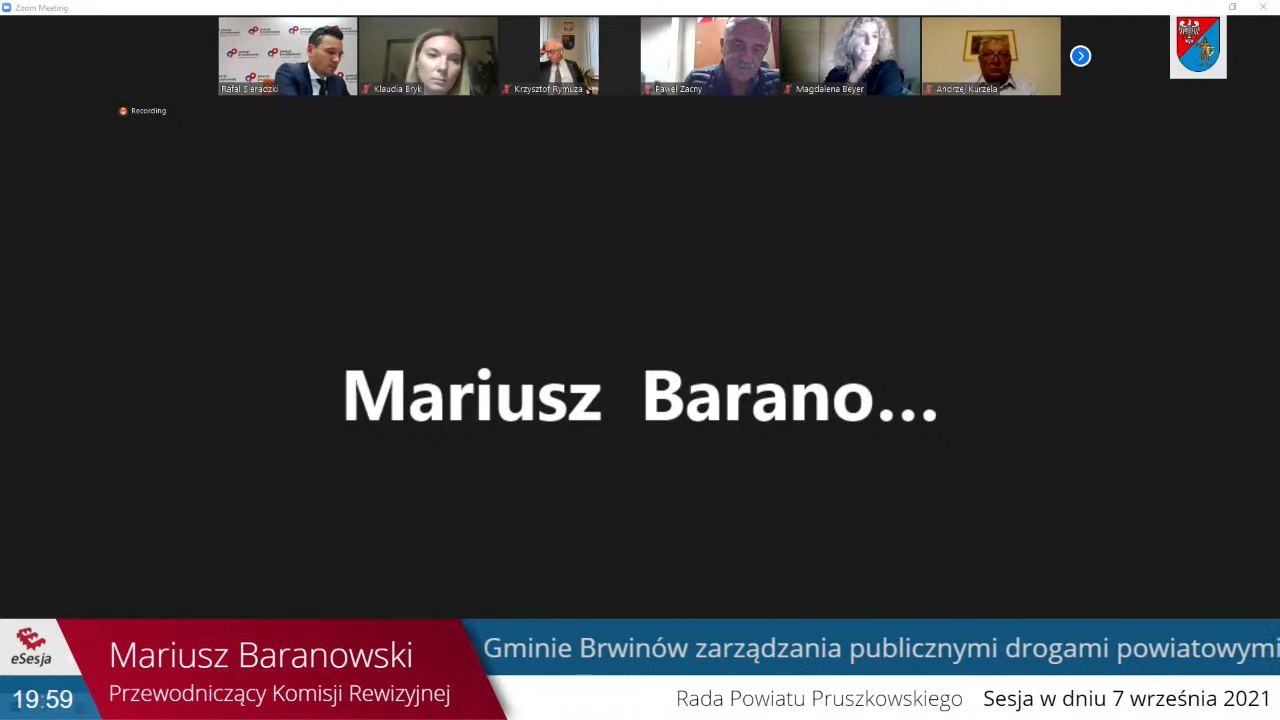 Zoom Meeting
Rafał Sieradzki
Klaudia Bryk
Krzysztof Rymuza
Paweł Zacny
Magdalena Beyer
Andrzej Kurzela
Recording
Mariusz Barano...
eSesja
Mariusz Baranowski
Przewodniczący Komisji Rewizyjnej
Gminie Brwinów zarządzania publicznymi drogami powiatowymi
19:59
Rada Powiatu Pruszkowskiego
Sesja w dniu 7 września 2021